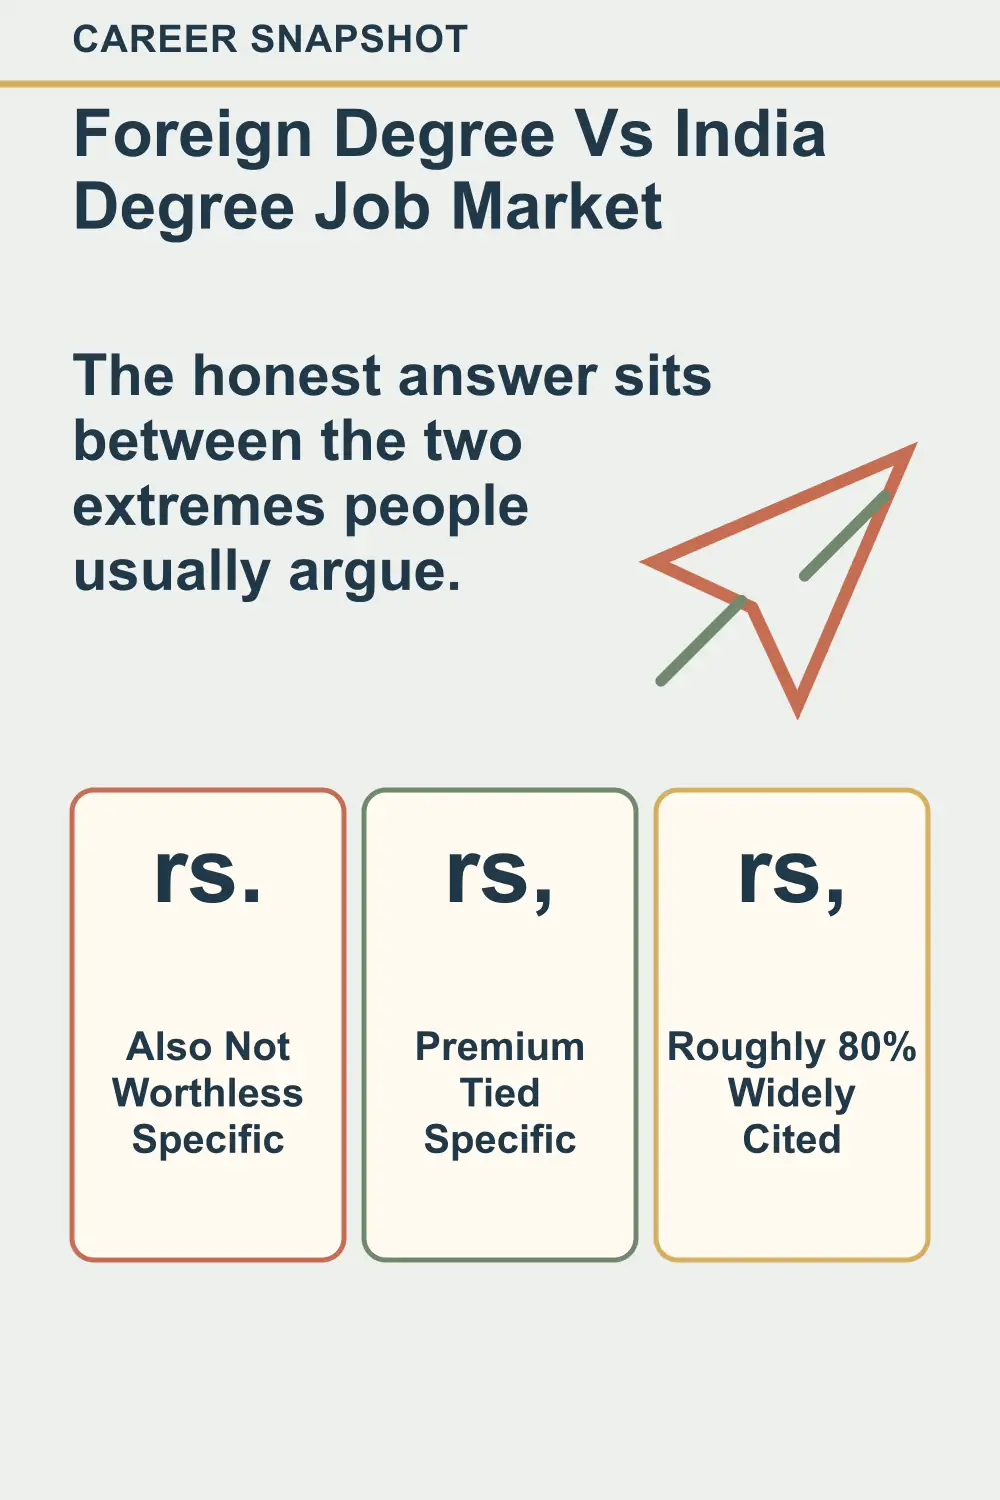 CAREER SNAPSHOT
Foreign Degree Vs India
Degree Job Market
The honest answer sits
between the two
extremes people
usually argue.
rs.
Also Not
Worthless
Specific
rs,
Premium
Tied
Specific
rs,
Roughly 80%
Widely
Cited